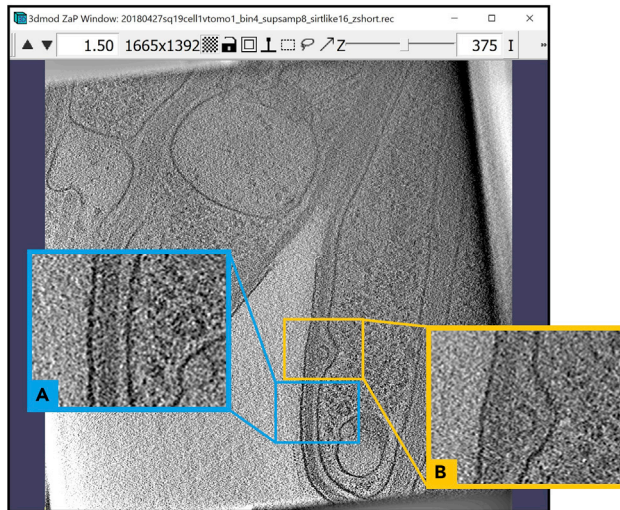 3dmod ZaP Window: 20180427sq19cell1vtomo1_bin4_supsamp8_sirtlike16_zshort.rec
1.50 1665x1392 Z 375 I »
A
B